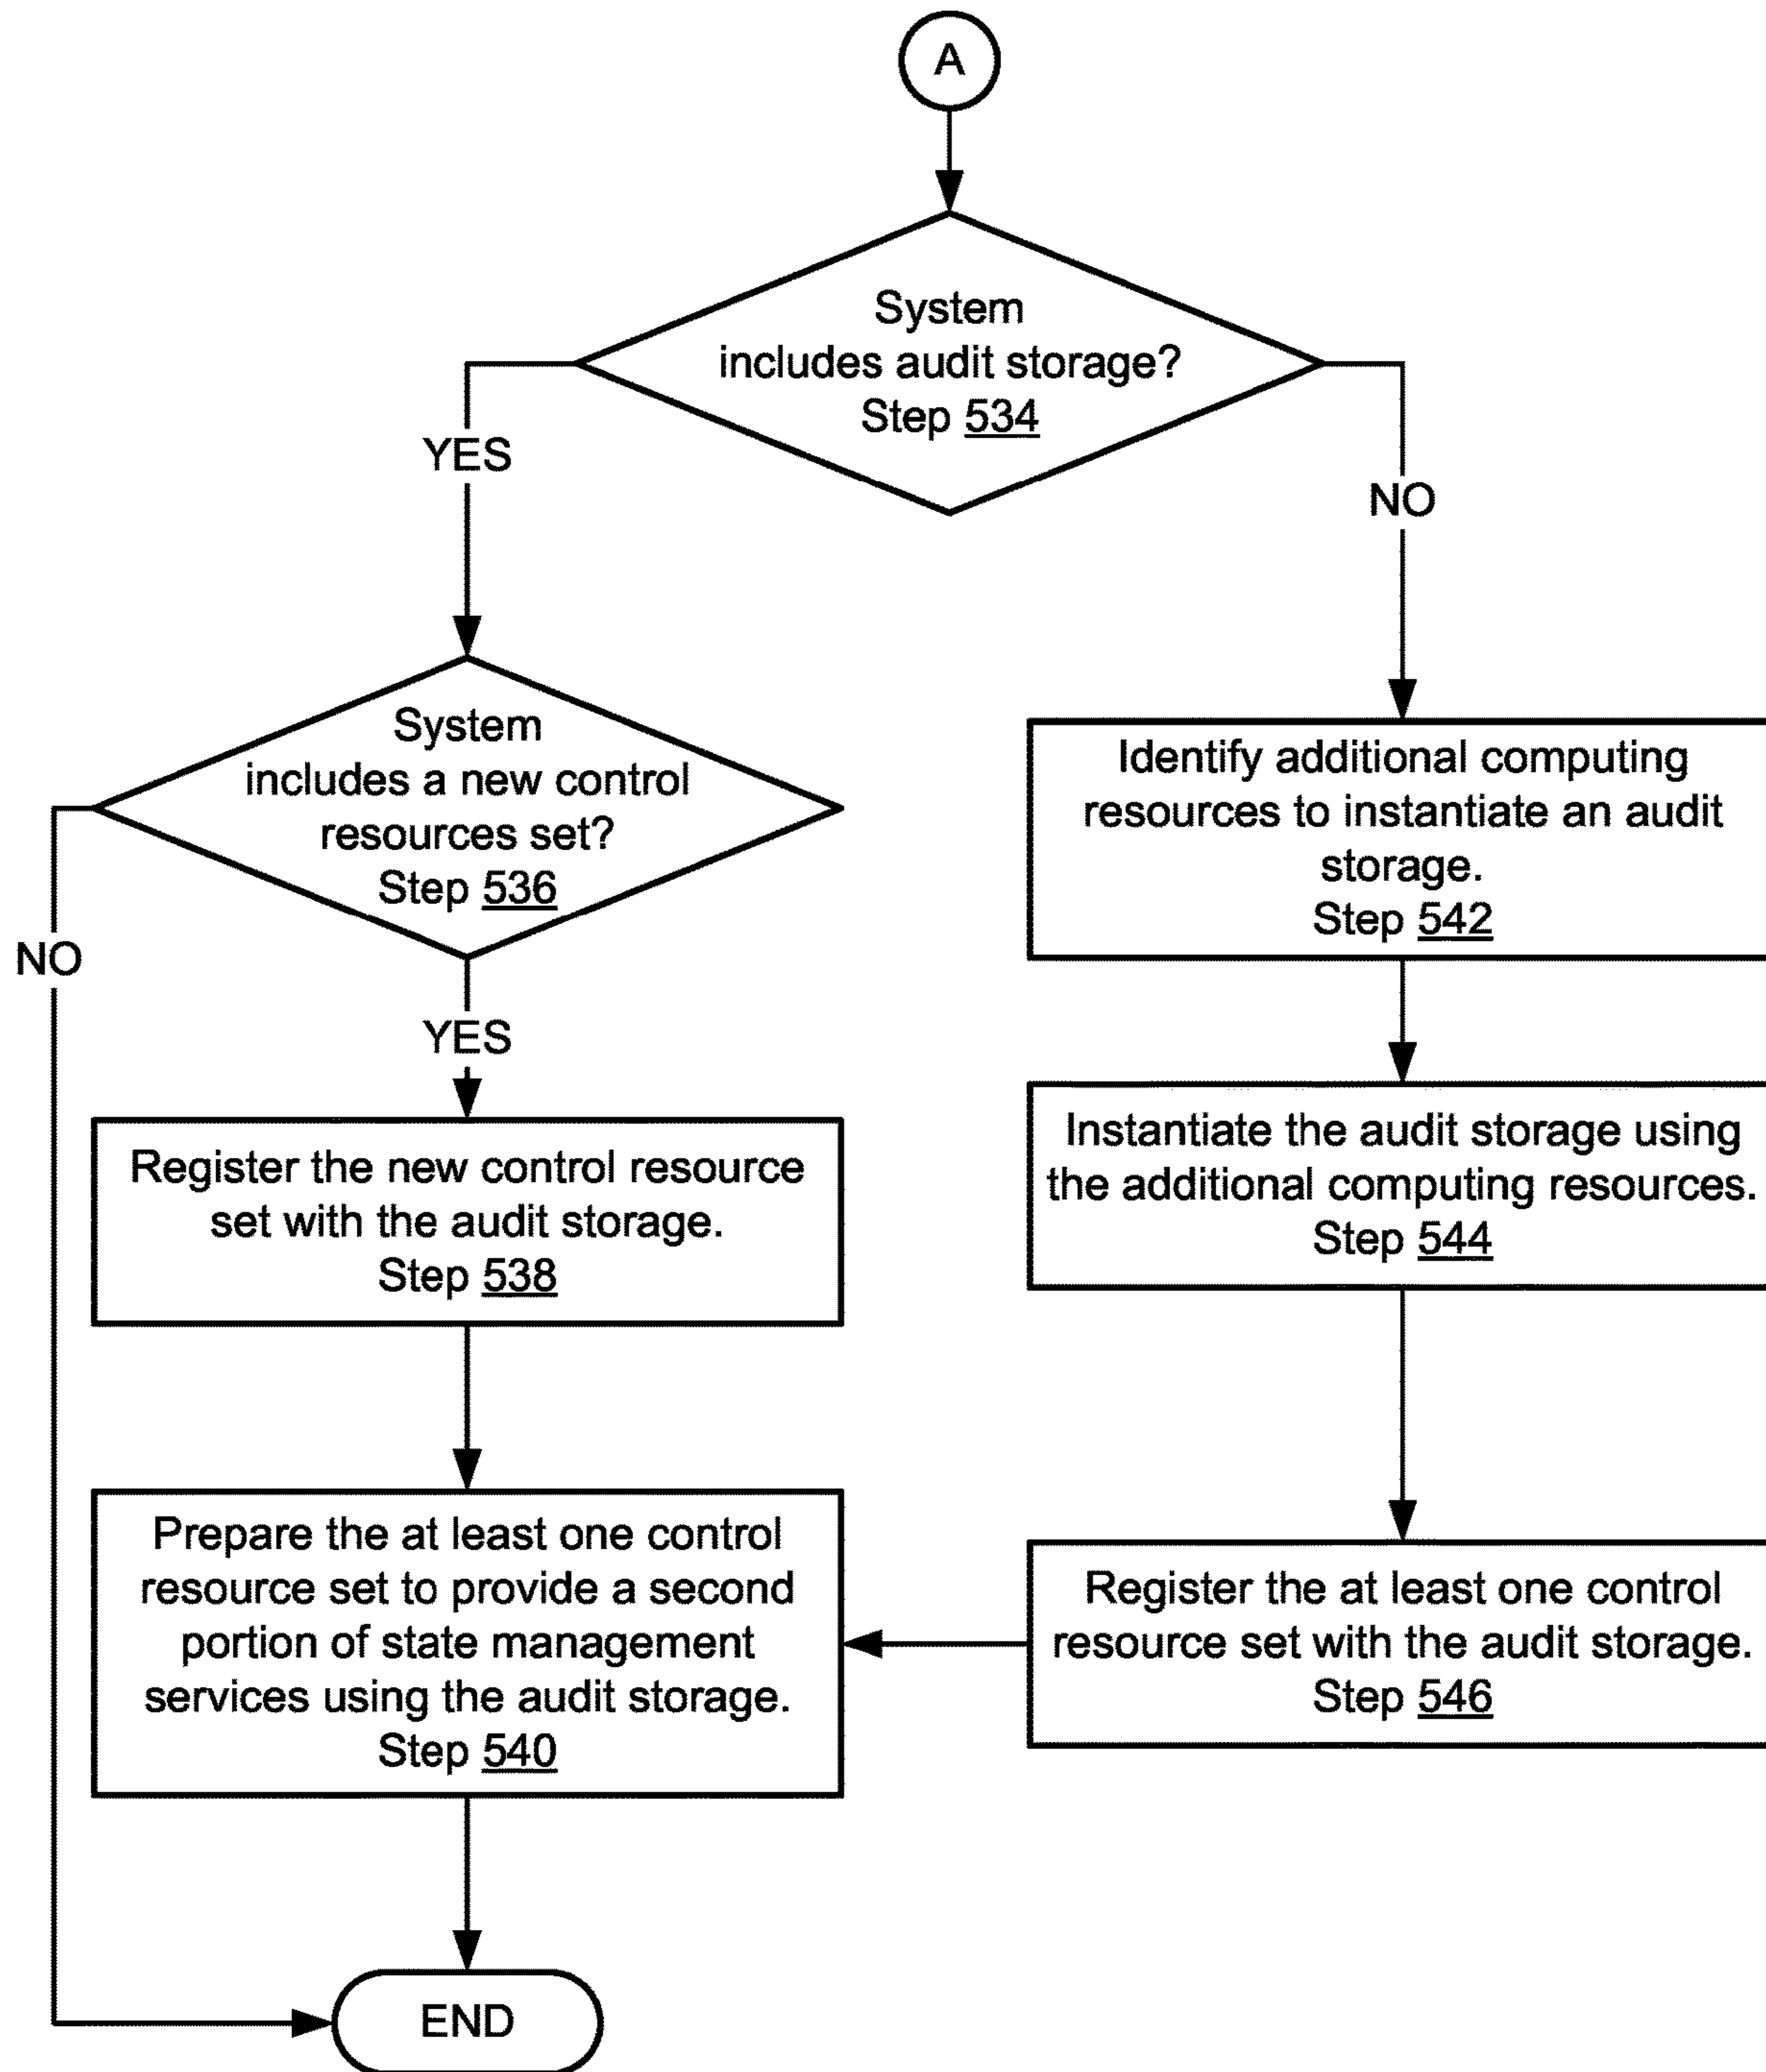 A
System
includes audit storage?
Step 534
YES
NO
System
includes a new control
resources set?
Step 536
NO
YES
Register the new control resource
set with the audit storage.
Step 538
Prepare the at least one control
resource set to provide a second
portion of state management
services using the audit storage.
Step 540
Identify additional computing
resources to instantiate an audit
storage.
Step 542
Instantiate the audit storage using
the additional computing resources.
Step 544
Register the at least one control
resource set with the audit storage.
Step 546
END